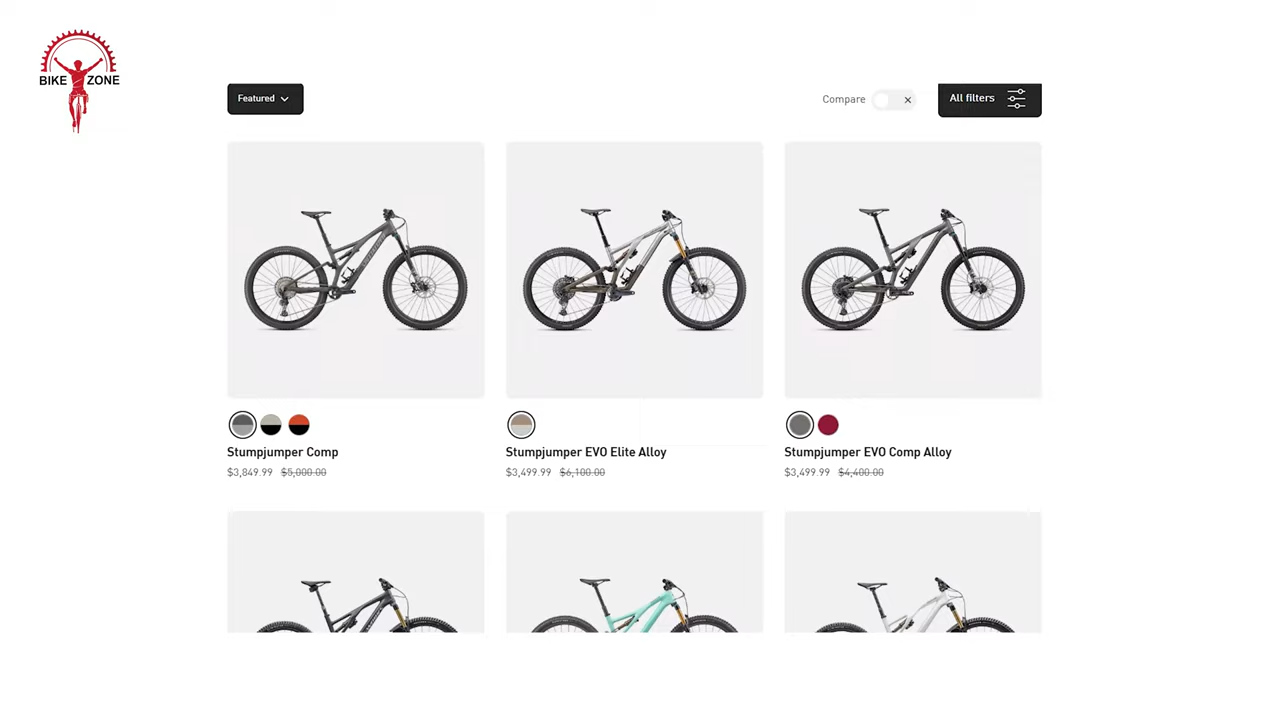 BIKE ZONE
Featured
Compare
All filters
Stumpjumper Comp
$3,849.99 $5,000.00
Stumpjumper EVO Elite Alloy
$3,499.99 $6,100.00
Stumpjumper EVO Comp Alloy
$3,499.99 $4,400.00